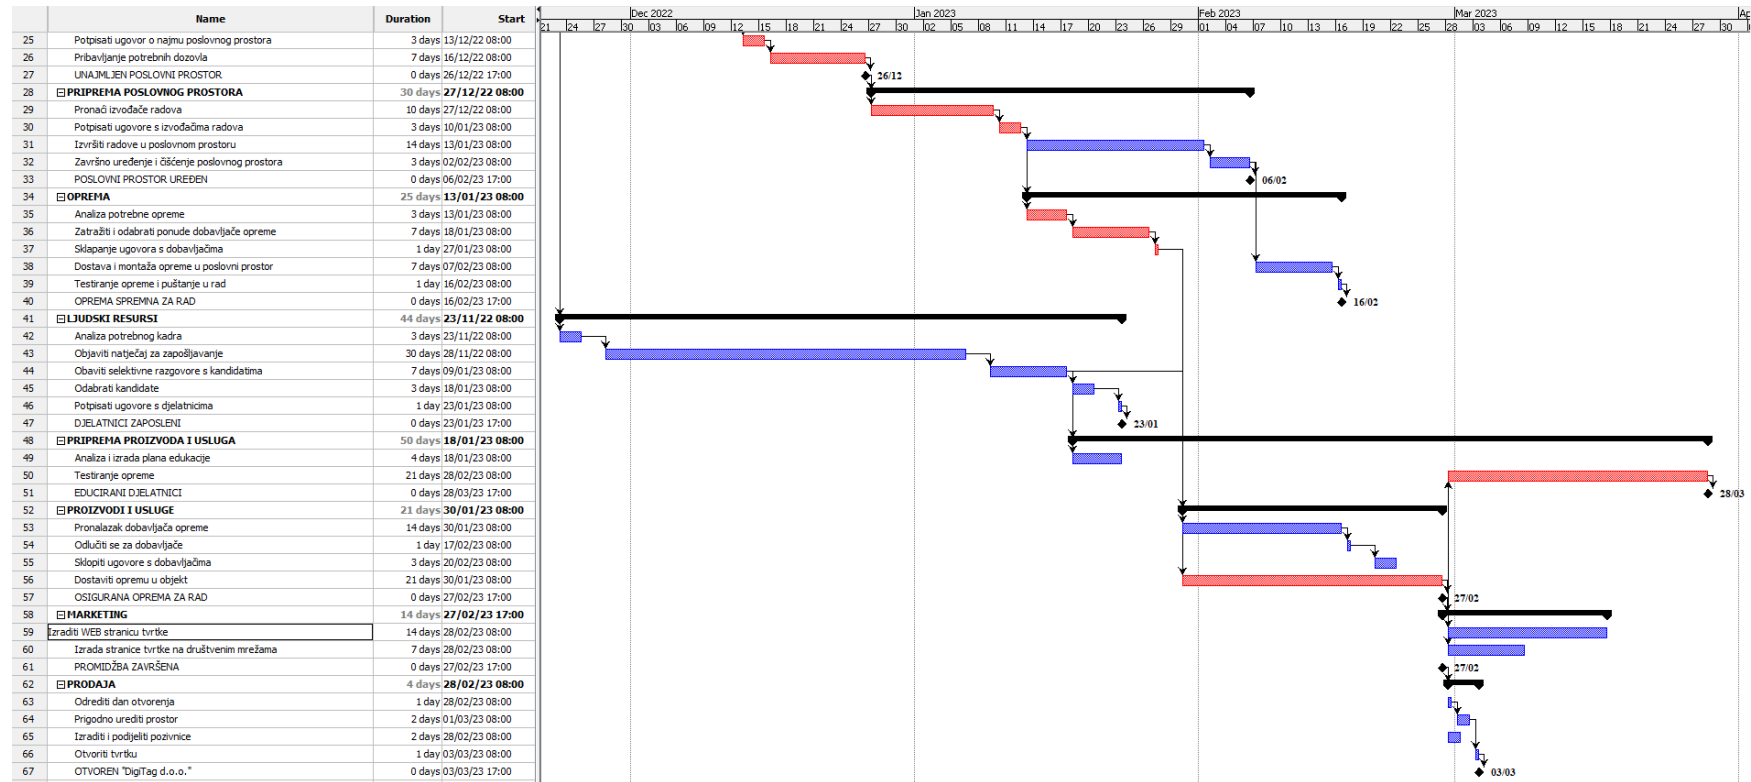 Name Duration Start
Dec 2022 Jan 2023 Feb 2023 Mar 2023
21 24 27 30 03 06 09 12 15 18 21 24 27 30 02 05 08 11 14 17 20 23 26 29 01 04 07 10 13 16 19 22 25 28 03 06 09 12 15 18 21 24 27 30
25 Potpisati ugovor o najmu poslovnog prostora 3 days 13/12/22 08:00
26 Pribavljanje potrebnih dozovla 7 days 16/12/22 08:00
27 UNAJMLJEN POSLOVNI PROSTOR 0 days 26/12/22 17:00 26/12
28 PRIPREMA POSLOVNOG PROSTORA 30 days 27/12/22 08:00
29 Pronaći izvođače radova 10 days 27/12/22 08:00
30 Potpisati ugovore s izvođačima radova 3 days 10/01/23 08:00
31 Izvršiti radove u poslovnom prostoru 14 days 13/01/23 08:00
32 Završno uređenje i čišćenje poslovnog prostora 3 days 02/02/23 08:00
33 POSLOVNI PROSTOR UREĐEN 0 days 06/02/23 17:00 06/02
34 OPREMA 25 days 13/01/23 08:00
35 Analiza potrebne opreme 3 days 13/01/23 08:00
36 Zatražiti i odabrati ponude dobavljače opreme 7 days 18/01/23 08:00
37 Sklapanje ugovora s dobavljačima 1 day 27/01/23 08:00
38 Dostava i montaža opreme u poslovni prostor 7 days 07/02/23 08:00
39 Testiranje opreme i puštanje u rad 1 day 16/02/23 08:00
40 OPREMA SPREMNA ZA RAD 0 days 16/02/23 17:00 16/02
41 LJUDSKI RESURSI 44 days 23/11/22 08:00
42 Analiza potrebnog kadra 3 days 23/11/22 08:00
43 Objaviti natječaj za zapošljavanje 30 days 28/11/22 08:00
44 Obaviti selektivne razgovore s kandidatima 7 days 09/01/23 08:00
45 Odabrati kandidate 3 days 18/01/23 08:00
46 Potpisati ugovore s djelatnicima 1 day 23/01/23 08:00
47 DJELATNICI ZAPOSLENI 0 days 23/01/23 17:00 23/01
48 PRIPREMA PROIZVODA I USLUGA 50 days 18/01/23 08:00
49 Analiza i izrada plana edukacije 4 days 18/01/23 08:00
50 Testiranje opreme 21 days 28/02/23 08:00
51 EDUCIRANI DJELATNICI 0 days 28/03/23 17:00 28/03
52 PROIZVODI I USLUGE 21 days 30/01/23 08:00
53 Pronalazak dobavljača opreme 14 days 30/01/23 08:00
54 Odlučiti se za dobavljače 1 day 17/02/23 08:00
55 Sklopiti ugovore s dobavljačima 3 days 20/02/23 08:00
56 Dostaviti opremu u objekt 21 days 30/01/23 08:00
57 OSIGURANA OPREMA ZA RAD 0 days 27/02/23 17:00 27/02
58 MARKETING 14 days 27/02/23 17:00
59 Izraditi WEB stranicu tvrtke 14 days 28/02/23 08:00
60 Izrada stranice tvrtke na društvenim mrežama 7 days 28/02/23 08:00
61 PROMIDŽBA ZAVRŠENA 0 days 27/02/23 17:00 27/02
62 PRODAJA 4 days 28/02/23 08:00
63 Odrediti dan otvorenja 1 day 28/02/23 08:00
64 Prigodno urediti prostor 2 days 01/03/23 08:00
65 Izraditi i podijeliti pozivnice 2 days 28/02/23 08:00
66 Otvoriti tvrtku 1 day 03/03/23 08:00
67 OTVOREN "DigiTag d.o.o." 0 days 03/03/23 17:00 03/03